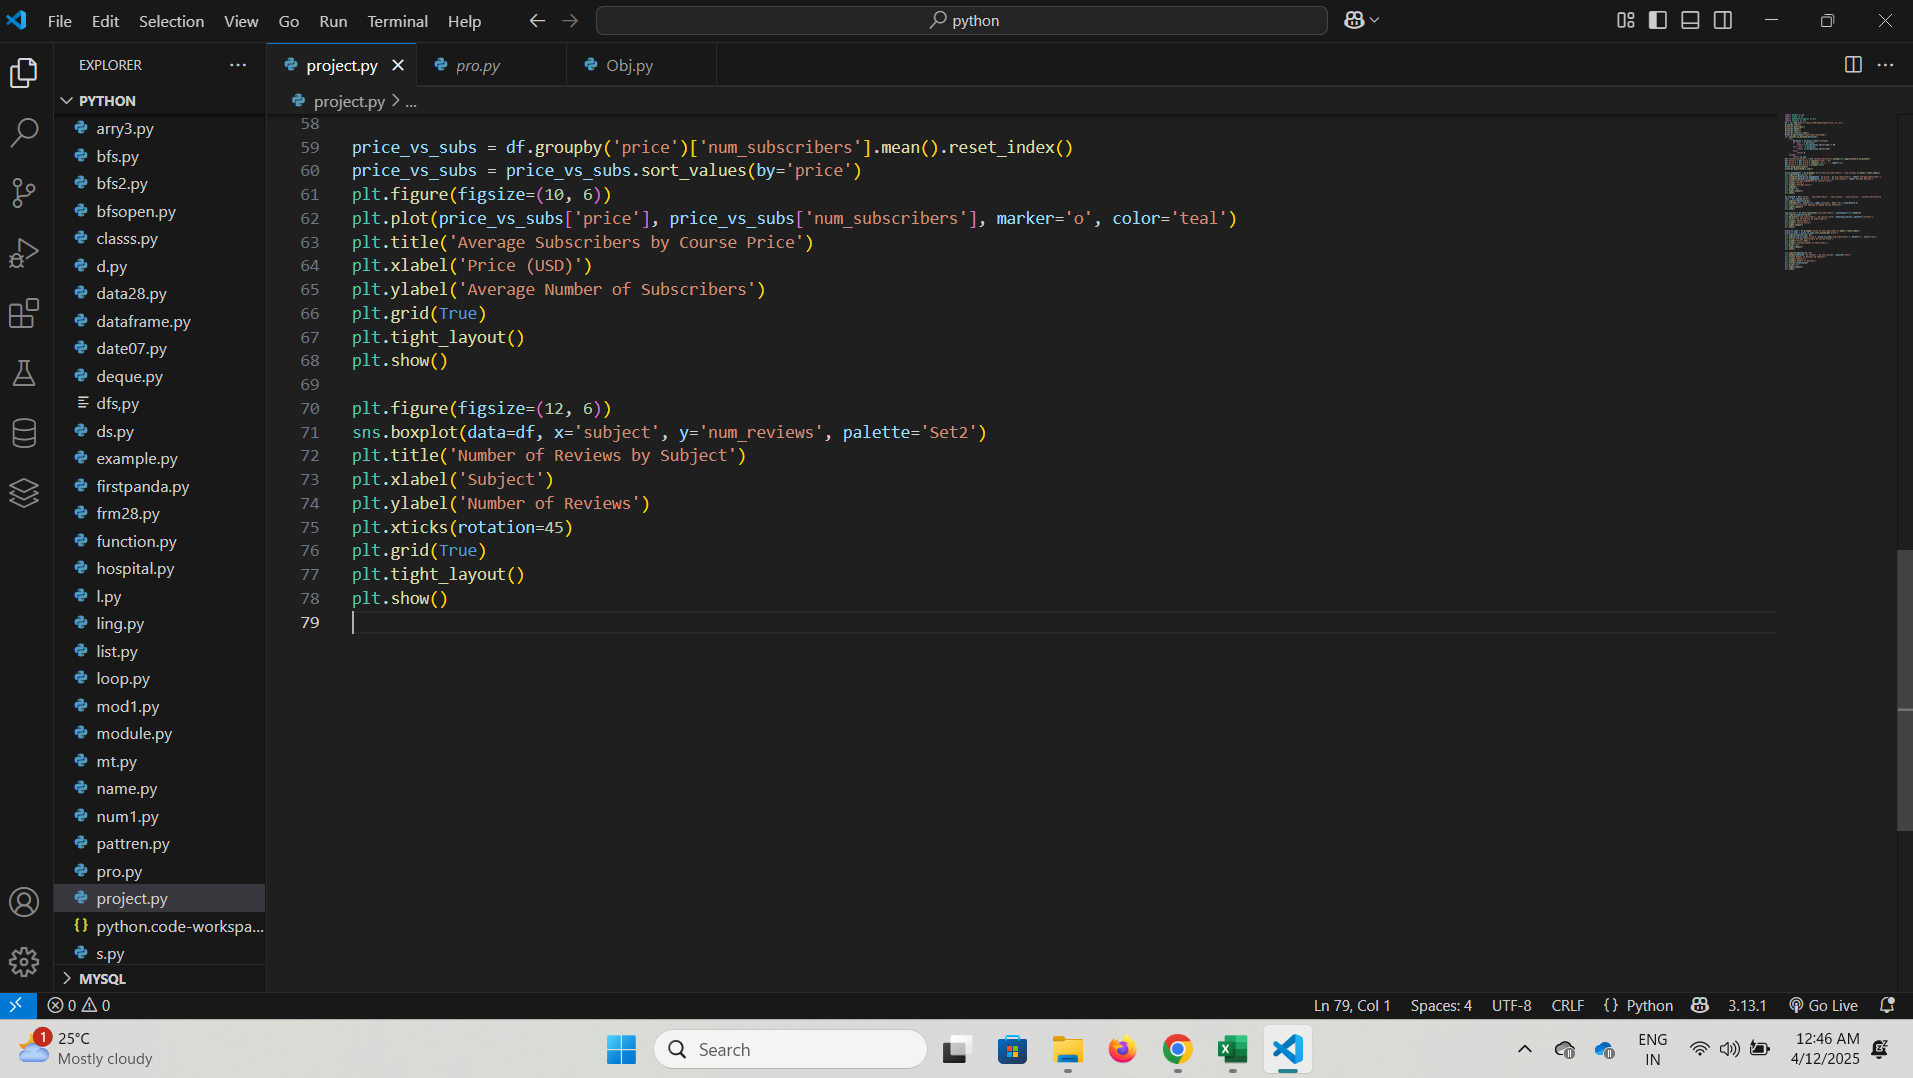 File Edit Selection View Go Run Terminal Help
python
EXPLORER
project.py
pro.py
Obj.py
PYTHON
project.py > ...
arry3.py
bfs.py
bfs2.py
bfsopen.py
classs.py
d.py
data28.py
dataframe.py
date07.py
deque.py
dfs,py
ds.py
example.py
firstpanda.py
frm28.py
function.py
hospital.py
l.py
ling.py
list.py
loop.py
mod1.py
module.py
mt.py
name.py
num1.py
pattren.py
pro.py
project.py
python.code-workspa...
s.py
MYSQL
58
59 price_vs_subs = df.groupby('price')['num_subscribers'].mean().reset_index()
60 price_vs_subs = price_vs_subs.sort_values(by='price')
61 plt.figure(figsize=(10, 6))
62 plt.plot(price_vs_subs['price'], price_vs_subs['num_subscribers'], marker='o', color='teal')
63 plt.title('Average Subscribers by Course Price')
64 plt.xlabel('Price (USD)')
65 plt.ylabel('Average Number of Subscribers')
66 plt.grid(True)
67 plt.tight_layout()
68 plt.show()
69
70 plt.figure(figsize=(12, 6))
71 sns.boxplot(data=df, x='subject', y='num_reviews', palette='Set2')
72 plt.title('Number of Reviews by Subject')
73 plt.xlabel('Subject')
74 plt.ylabel('Number of Reviews')
75 plt.xticks(rotation=45)
76 plt.grid(True)
77 plt.tight_layout()
78 plt.show()
79
0 0
Ln 79, Col 1 Spaces: 4 UTF-8 CRLF {} Python 3.13.1 Go Live
1
25°C
Mostly cloudy
Search
ENG
IN
12:46 AM
4/12/2025